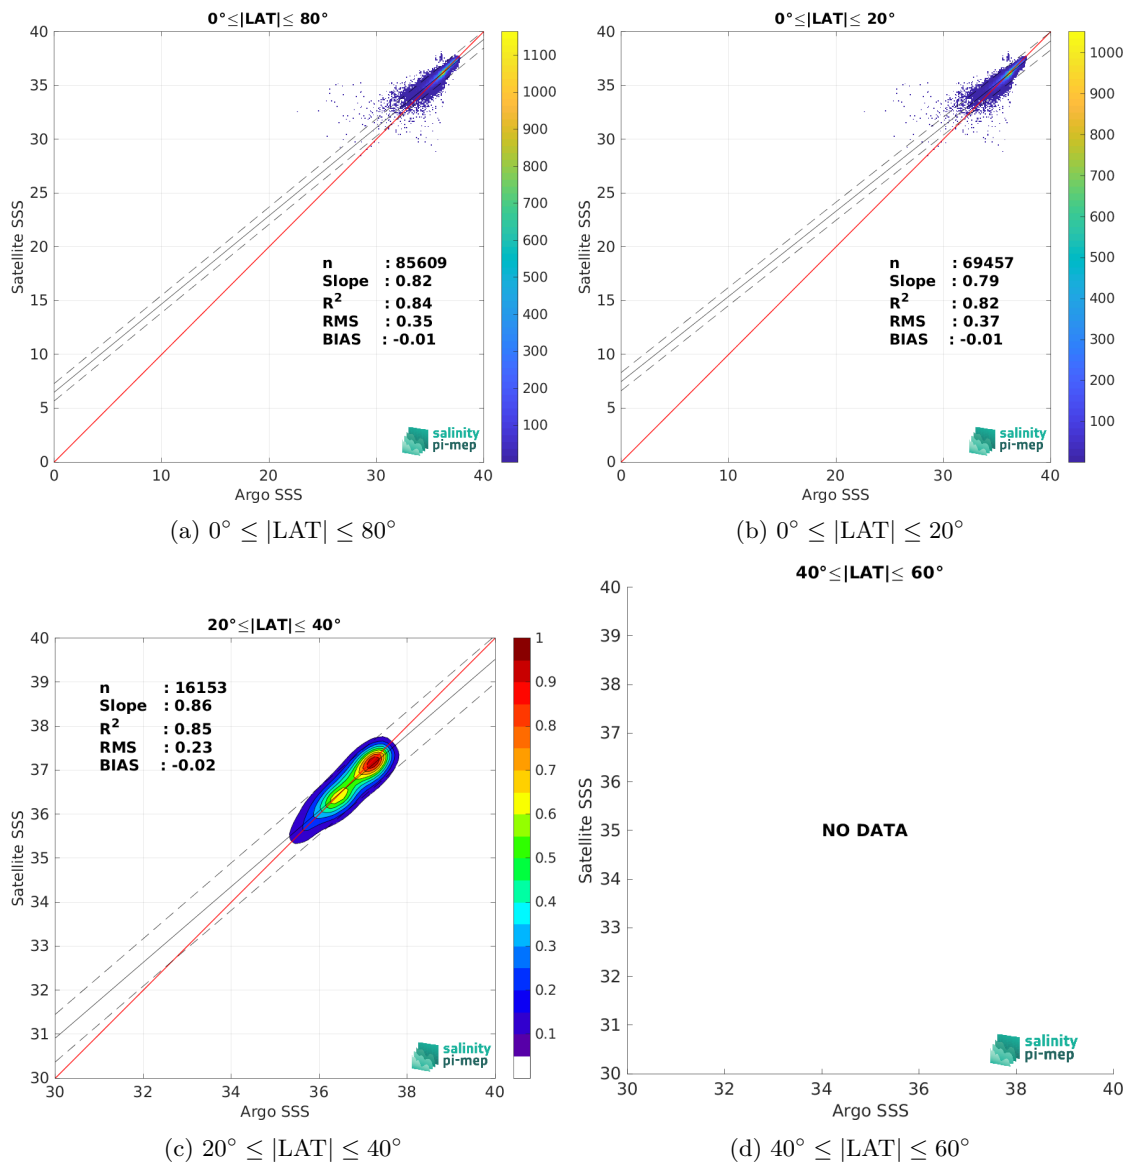 0°≤|LAT|≤ 80°
40
35
30
25
20
15
10
5
0
Satellite SSS
n : 85609
Slope : 0.82
R² : 0.84
RMS : 0.35
BIAS : -0.01
salinity
pi-mep
0 10 20 30 40
Argo SSS
1100
1000
900
800
700
600
500
400
300
200
100
(a) 0° ≤ |LAT| ≤ 80°
0°≤|LAT|≤ 20°
40
35
30
25
20
15
10
5
0
Satellite SSS
n : 69457
Slope : 0.79
R² : 0.82
RMS : 0.37
BIAS : -0.01
salinity
pi-mep
0 10 20 30 40
Argo SSS
1000
900
800
700
600
500
400
300
200
100
(b) 0° ≤ |LAT| ≤ 20°
20°≤|LAT|≤ 40°
40
39
38
37
36
35
34
33
32
31
30
Satellite SSS
n : 16153
Slope : 0.86
R² : 0.85
RMS : 0.23
BIAS : -0.02
salinity
pi-mep
30 32 34 36 38 40
Argo SSS
1
0.9
0.8
0.7
0.6
0.5
0.4
0.3
0.2
0.1
(c) 20° ≤ |LAT| ≤ 40°
40°≤|LAT|≤ 60°
40
39
38
37
36
35
34
33
32
31
30
Satellite SSS
NO DATA
salinity
pi-mep
30 32 34 36 38 40
Argo SSS
(d) 40° ≤ |LAT| ≤ 60°